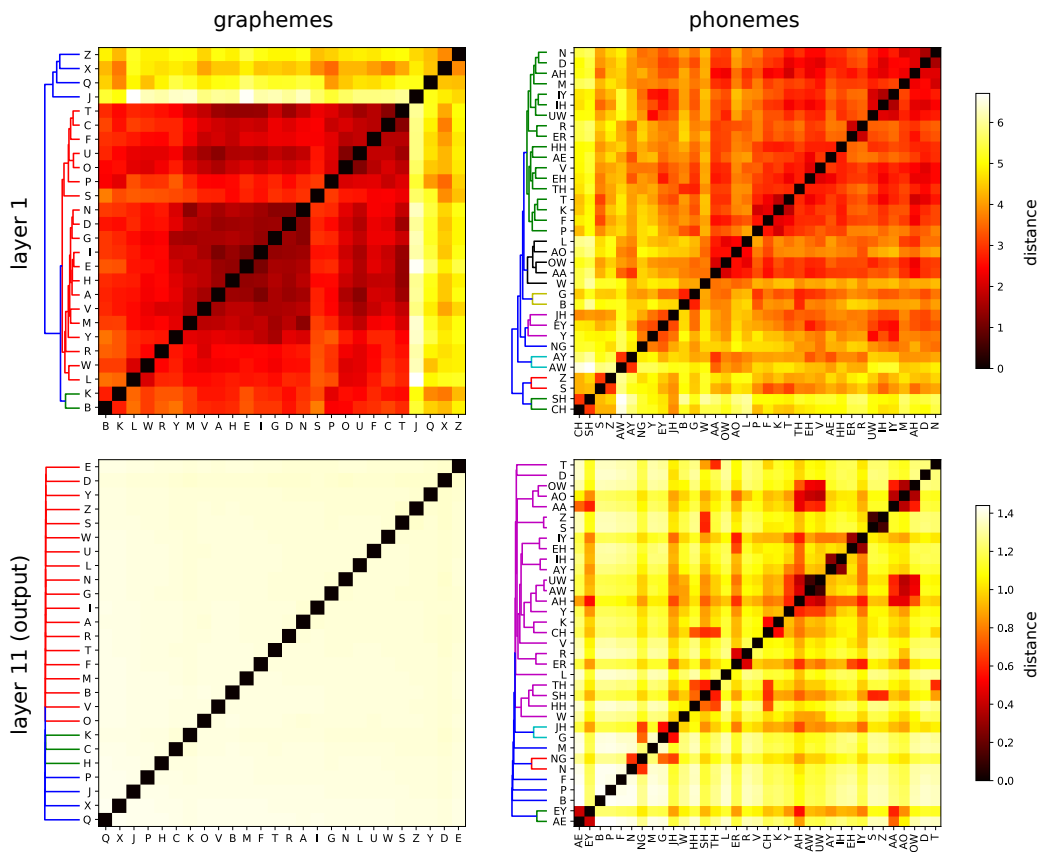 graphemes
phonemes
layer 1
Z
X
Q
J
T
C
F
U
O
P
S
N
D
G
I
E
H
A
V
M
Y
R
W
L
K
B
B K L W R Y M V A H E I G D N S P O U F C T J Q X Z
N
D
AH
M
IY
IH
UW
R
ER
HH
AE
V
EH
TH
T
K
F
P
L
AO
OW
AA
W
G
B
JH
EY
Y
NG
AY
AW
Z
S
SH
CH
CH SH S Z AW AY NG Y EY JH B G W AA OW AO L P F K T TH EH V AE HH ER R UW IH IY M AH D N
6
5
4
3
2
1
0
distance
layer 11 (output)
E
D
Y
Z
S
W
U
L
N
G
I
A
R
T
F
M
B
V
O
K
C
H
P
J
X
Q
Q X J P H C K O V B M F T R A I G N L U W S Z Y D E
T
D
OW
AO
AA
Z
S
IY
EH
IH
AY
UW
AW
AH
Y
K
CH
V
R
ER
L
TH
SH
HH
W
JH
G
M
NG
N
F
P
B
EY
AE
AE EY B P F N NG M G JH W HH SH TH L ER R V CH K Y AH AW UW AY IH EH IY S Z AA AO OW D T
1.4
1.2
1.0
0.8
0.6
0.4
0.2
0.0
distance